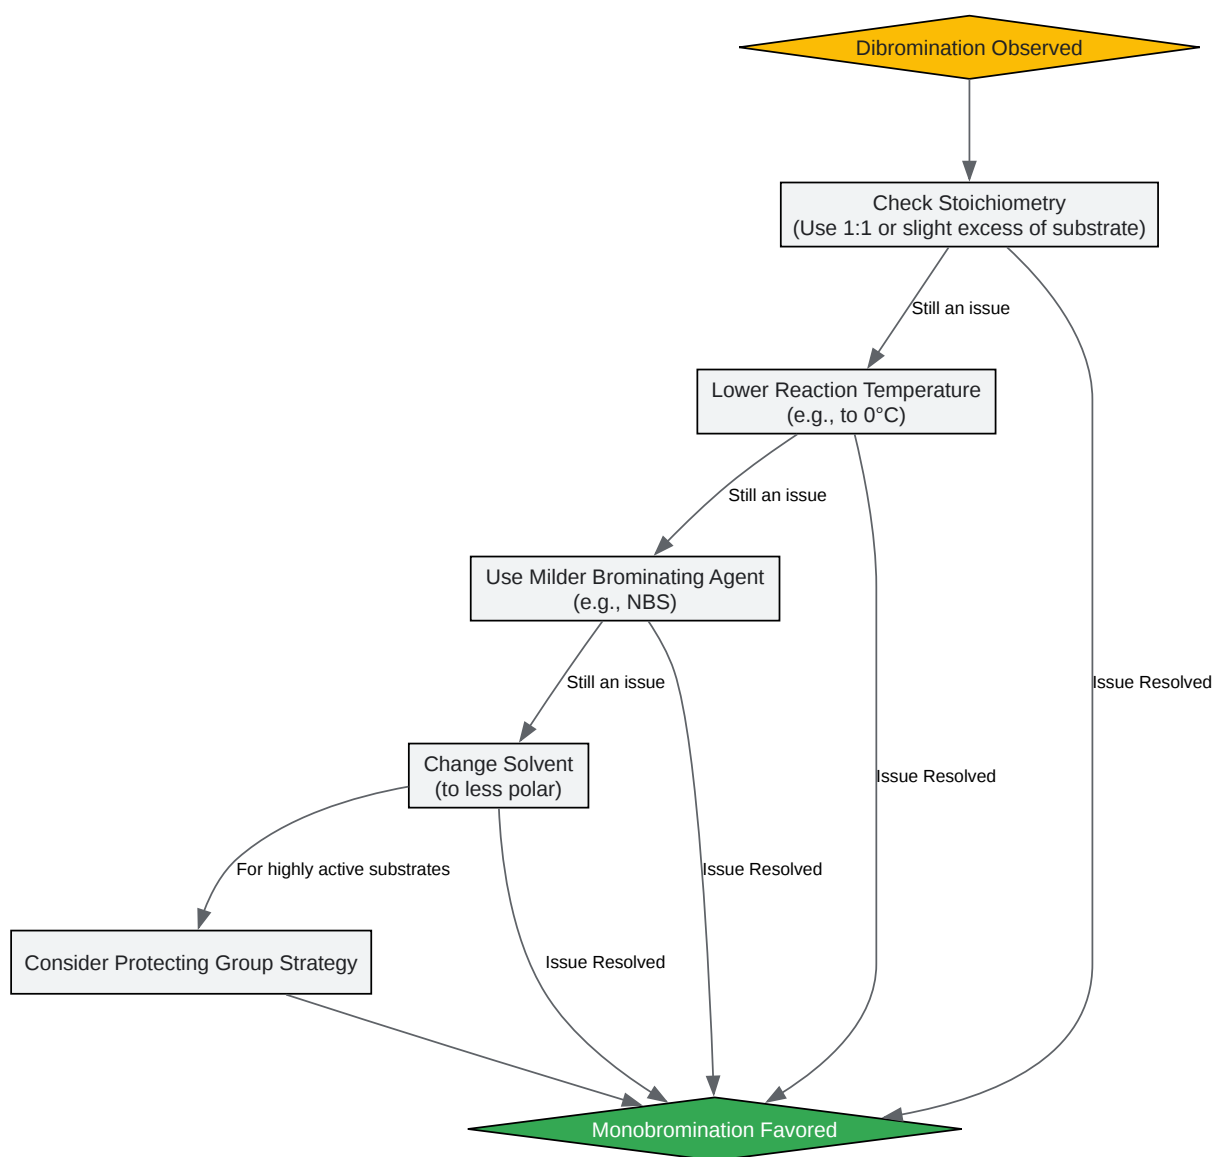 Dibromination Observed
Check Stoichiometry
(Use 1:1 or slight excess of substrate)
Still an issue
Lower Reaction Temperature
(e.g., to 0°C)
Still an issue
Use Milder Brominating Agent
(e.g., NBS)
Still an issue
Issue Resolved
Change Solvent
(to less polar)
Issue Resolved
For highly active substrates
Issue Resolved
Consider Protecting Group Strategy
Issue Resolved
Monobromination Favored